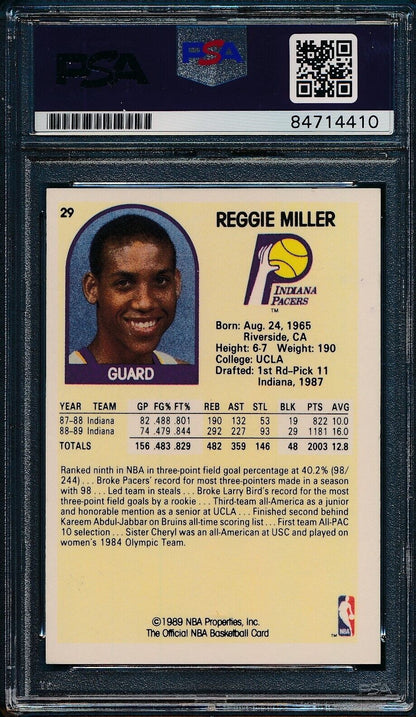 PSA
PSA
84714410
29
REGGIE MILLER
INDIANA
PACERS
TM
Born: Aug. 24, 1965
Riverside, CA
Height: 6-7 Weight: 190
College: UCLA
Drafted: 1st Rd–Pick 11
Indiana, 1987
GUARD
YEAR TEAM GP FG% FT% REB AST STL BLK PTS AVG
87-88 Indiana 82 .488 .801 190 132 53 19 822 10.0
88-89 Indiana 74 .479 .844 292 227 93 29 1181 16.0
TOTALS 156 .483 .829 482 359 146 48 2003 12.8
Ranked ninth in NBA in three-point field goal percentage at 40.2% (98/
244) . . . Broke Pacers' record for most three-pointers made in a season
with 98 . . . Led team in steals . . . Broke Larry Bird's record for the most
three-point field goals by a rookie . . . Third-team all-America as a junior
and honorable mention as a senior at UCLA . . . Finished second behind
Kareem Abdul-Jabbar on Bruins all-time scoring list . . . First team All-PAC
10 selection . . . Sister Cheryl was an all-American at USC and played on
women's 1984 Olympic Team.
©1989 NBA Properties, Inc.
The Official NBA Basketball Card
TM
NBA
PSA